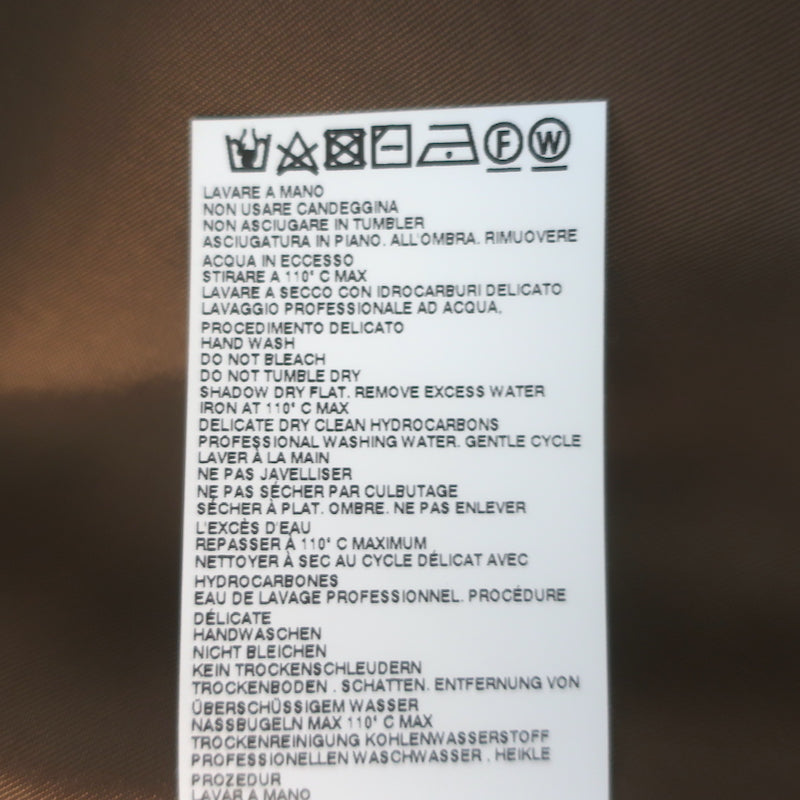 F W
LAVARE A MANO
NON USARE CANDEGGINA
NON ASCIUGARE IN TUMBLER
ASCIUGATURA IN PIANO. ALL'OMBRA. RIMUOVERE
ACQUA IN ECCESSO
STIRARE A 110° C MAX
LAVARE A SECCO CON IDROCARBURI DELICATO
LAVAGGIO PROFESSIONALE AD ACQUA,
PROCEDIMENTO DELICATO
HAND WASH
DO NOT BLEACH
DO NOT TUMBLE DRY
SHADOW DRY FLAT. REMOVE EXCESS WATER
IRON AT 110° C MAX
DELICATE DRY CLEAN HYDROCARBONS
PROFESSIONAL WASHING WATER. GENTLE CYCLE
LAVER À LA MAIN
NE PAS JAVELLISER
NE PAS SÉCHER PAR CULBUTAGE
SÉCHER À PLAT. OMBRE. NE PAS ENLEVER
L'EXCÈS D'EAU
REPASSER À 110° C MAXIMUM
NETTOYER À SEC AU CYCLE DÉLICAT AVEC
HYDROCARBONES
EAU DE LAVAGE PROFESSIONNEL. PROCÉDURE
DÉLICATE
HANDWASCHEN
NICHT BLEICHEN
KEIN TROCKENSCHLEUDERN
TROCKENBODEN . SCHATTEN. ENTFERNUNG VON
ÜBERSCHÜSSIGEM WASSER
NASSBUGELN MAX 110° C MAX
TROCKENREINIGUNG KOHLENWASSERSTOFF
PROFESSIONELLEN WASCHWASSER . HEIKLE
PROZEDUR
LAVAR A MANO